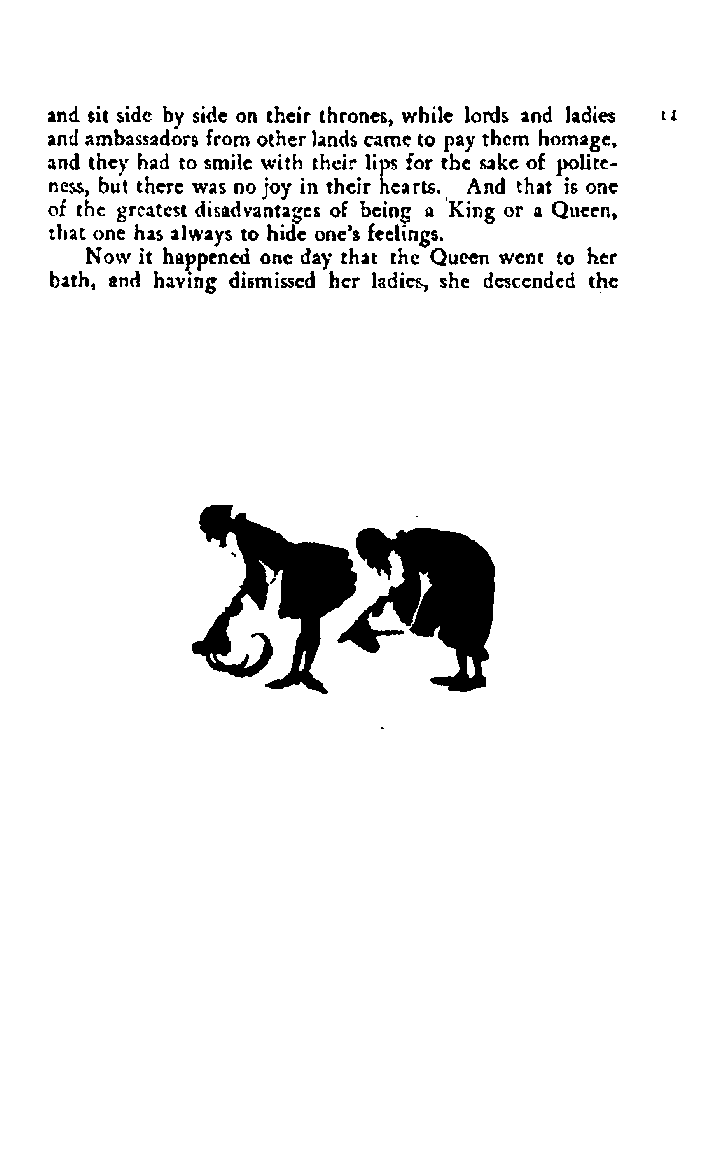 and sit side by side on their thrones, while lords and ladies 11
and ambassadors from other lands came to pay them homage,
and they had to smile with their lips for the sake of polite-
ness, but there was no joy in their hearts. And that is one
of the greatest disadvantages of being a King or a Queen,
that one has always to hide one's feelings.
Now it happened one day that the Queen went to her
bath, and having dismissed her ladies, she descended the